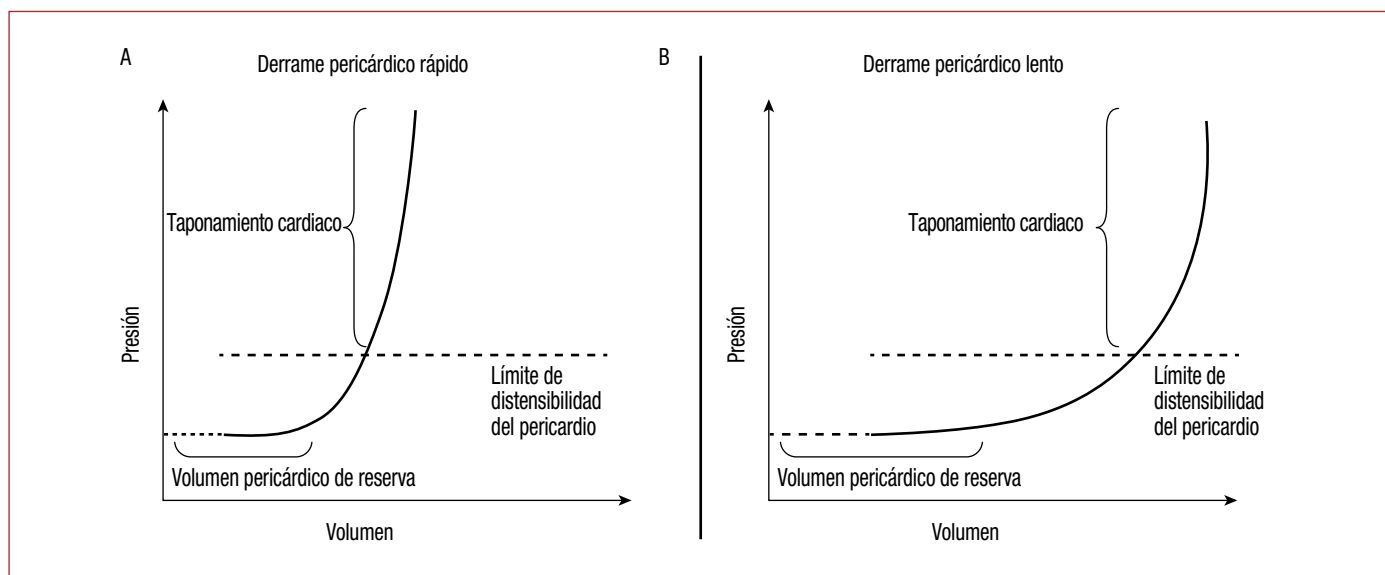 A
Derrame pericárdico rápido
Taponamiento cardiaco
Presión
Límite de
distensibilidad
del pericardio
Volumen pericárdico de reserva
Volumen
B
Derrame pericárdico lento
Taponamiento cardiaco
Presión
Límite de
distensibilidad
del pericardio
Volumen pericárdico de reserva
Volumen